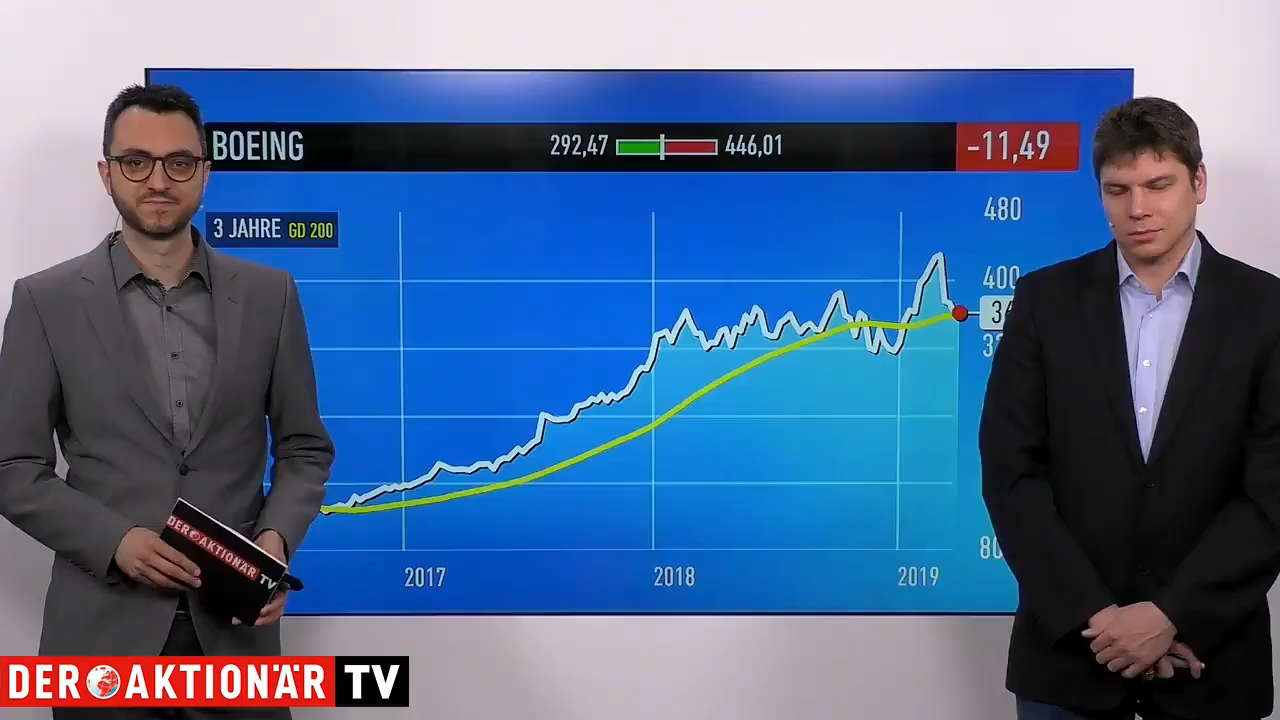 BOEING
292,47
446,01
-11,49
3 JAHRE GD 200
480
400
80
2017
2018
2019
DER AKTIONÄR TV
DER AKTIONÄR TV